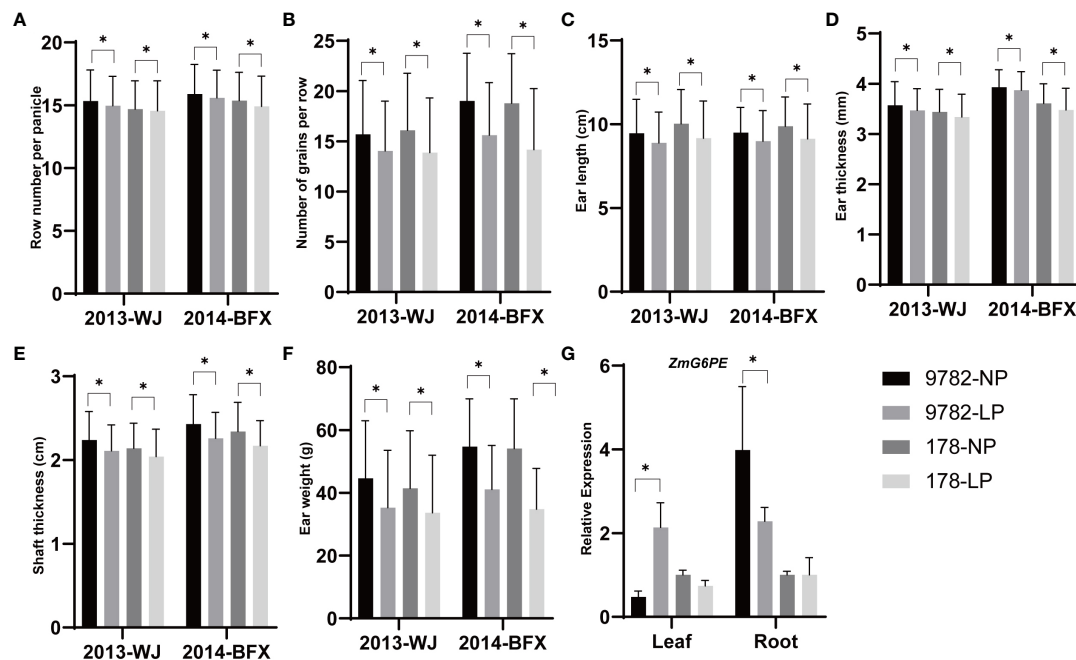 A
Row number per panicle
20
15
10
5
0
* * * *
2013-WJ 2014-BFX
B
Number of grains per row
25
20
15
10
5
0
* * * *
2013-WJ 2014-BFX
C
Ear length (cm)
15
10
5
0
* * * *
2013-WJ 2014-BFX
D
Ear thickness (mm)
5
4
3
2
1
0
* * * *
2013-WJ 2014-BFX
E
Shaft thickness (cm)
3
2
1
0
* * * *
2013-WJ 2014-BFX
F
Ear weight (g)
80
60
40
20
0
* * * *
2013-WJ 2014-BFX
G
ZmG6PE
Relative Expression
6
4
2
0
* *
Leaf Root
9782-NP
9782-LP
178-NP
178-LP